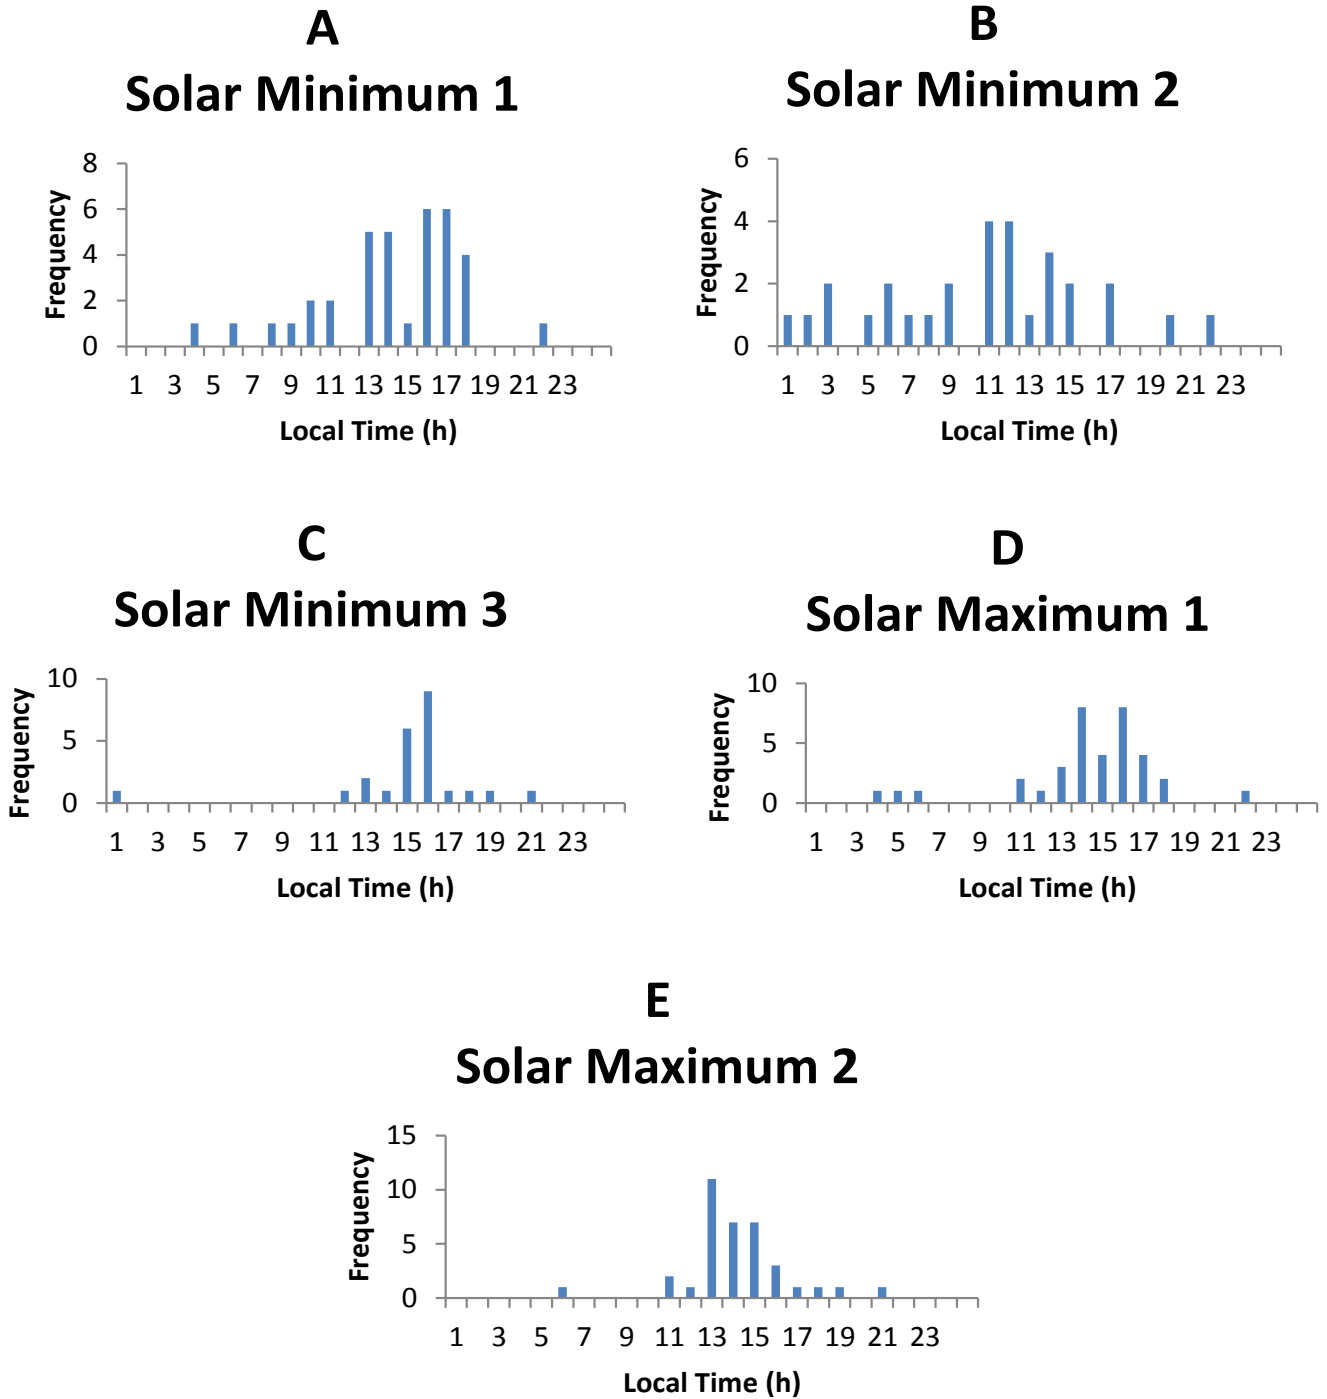 A
Solar Minimum 1
8
6
4
2
0
Frequency
1 3 5 7 9 11 13 15 17 19 21 23
Local Time (h)
B
Solar Minimum 2
6
4
2
0
Frequency
1 3 5 7 9 11 13 15 17 19 21 23
Local Time (h)
C
Solar Minimum 3
10
5
0
Frequency
1 3 5 7 9 11 13 15 17 19 21 23
Local Time (h)
D
Solar Maximum 1
10
5
0
Frequency
1 3 5 7 9 11 13 15 17 19 21 23
Local Time (h)
E
Solar Maximum 2
15
10
5
0
Frequency
1 3 5 7 9 11 13 15 17 19 21 23
Local Time (h)